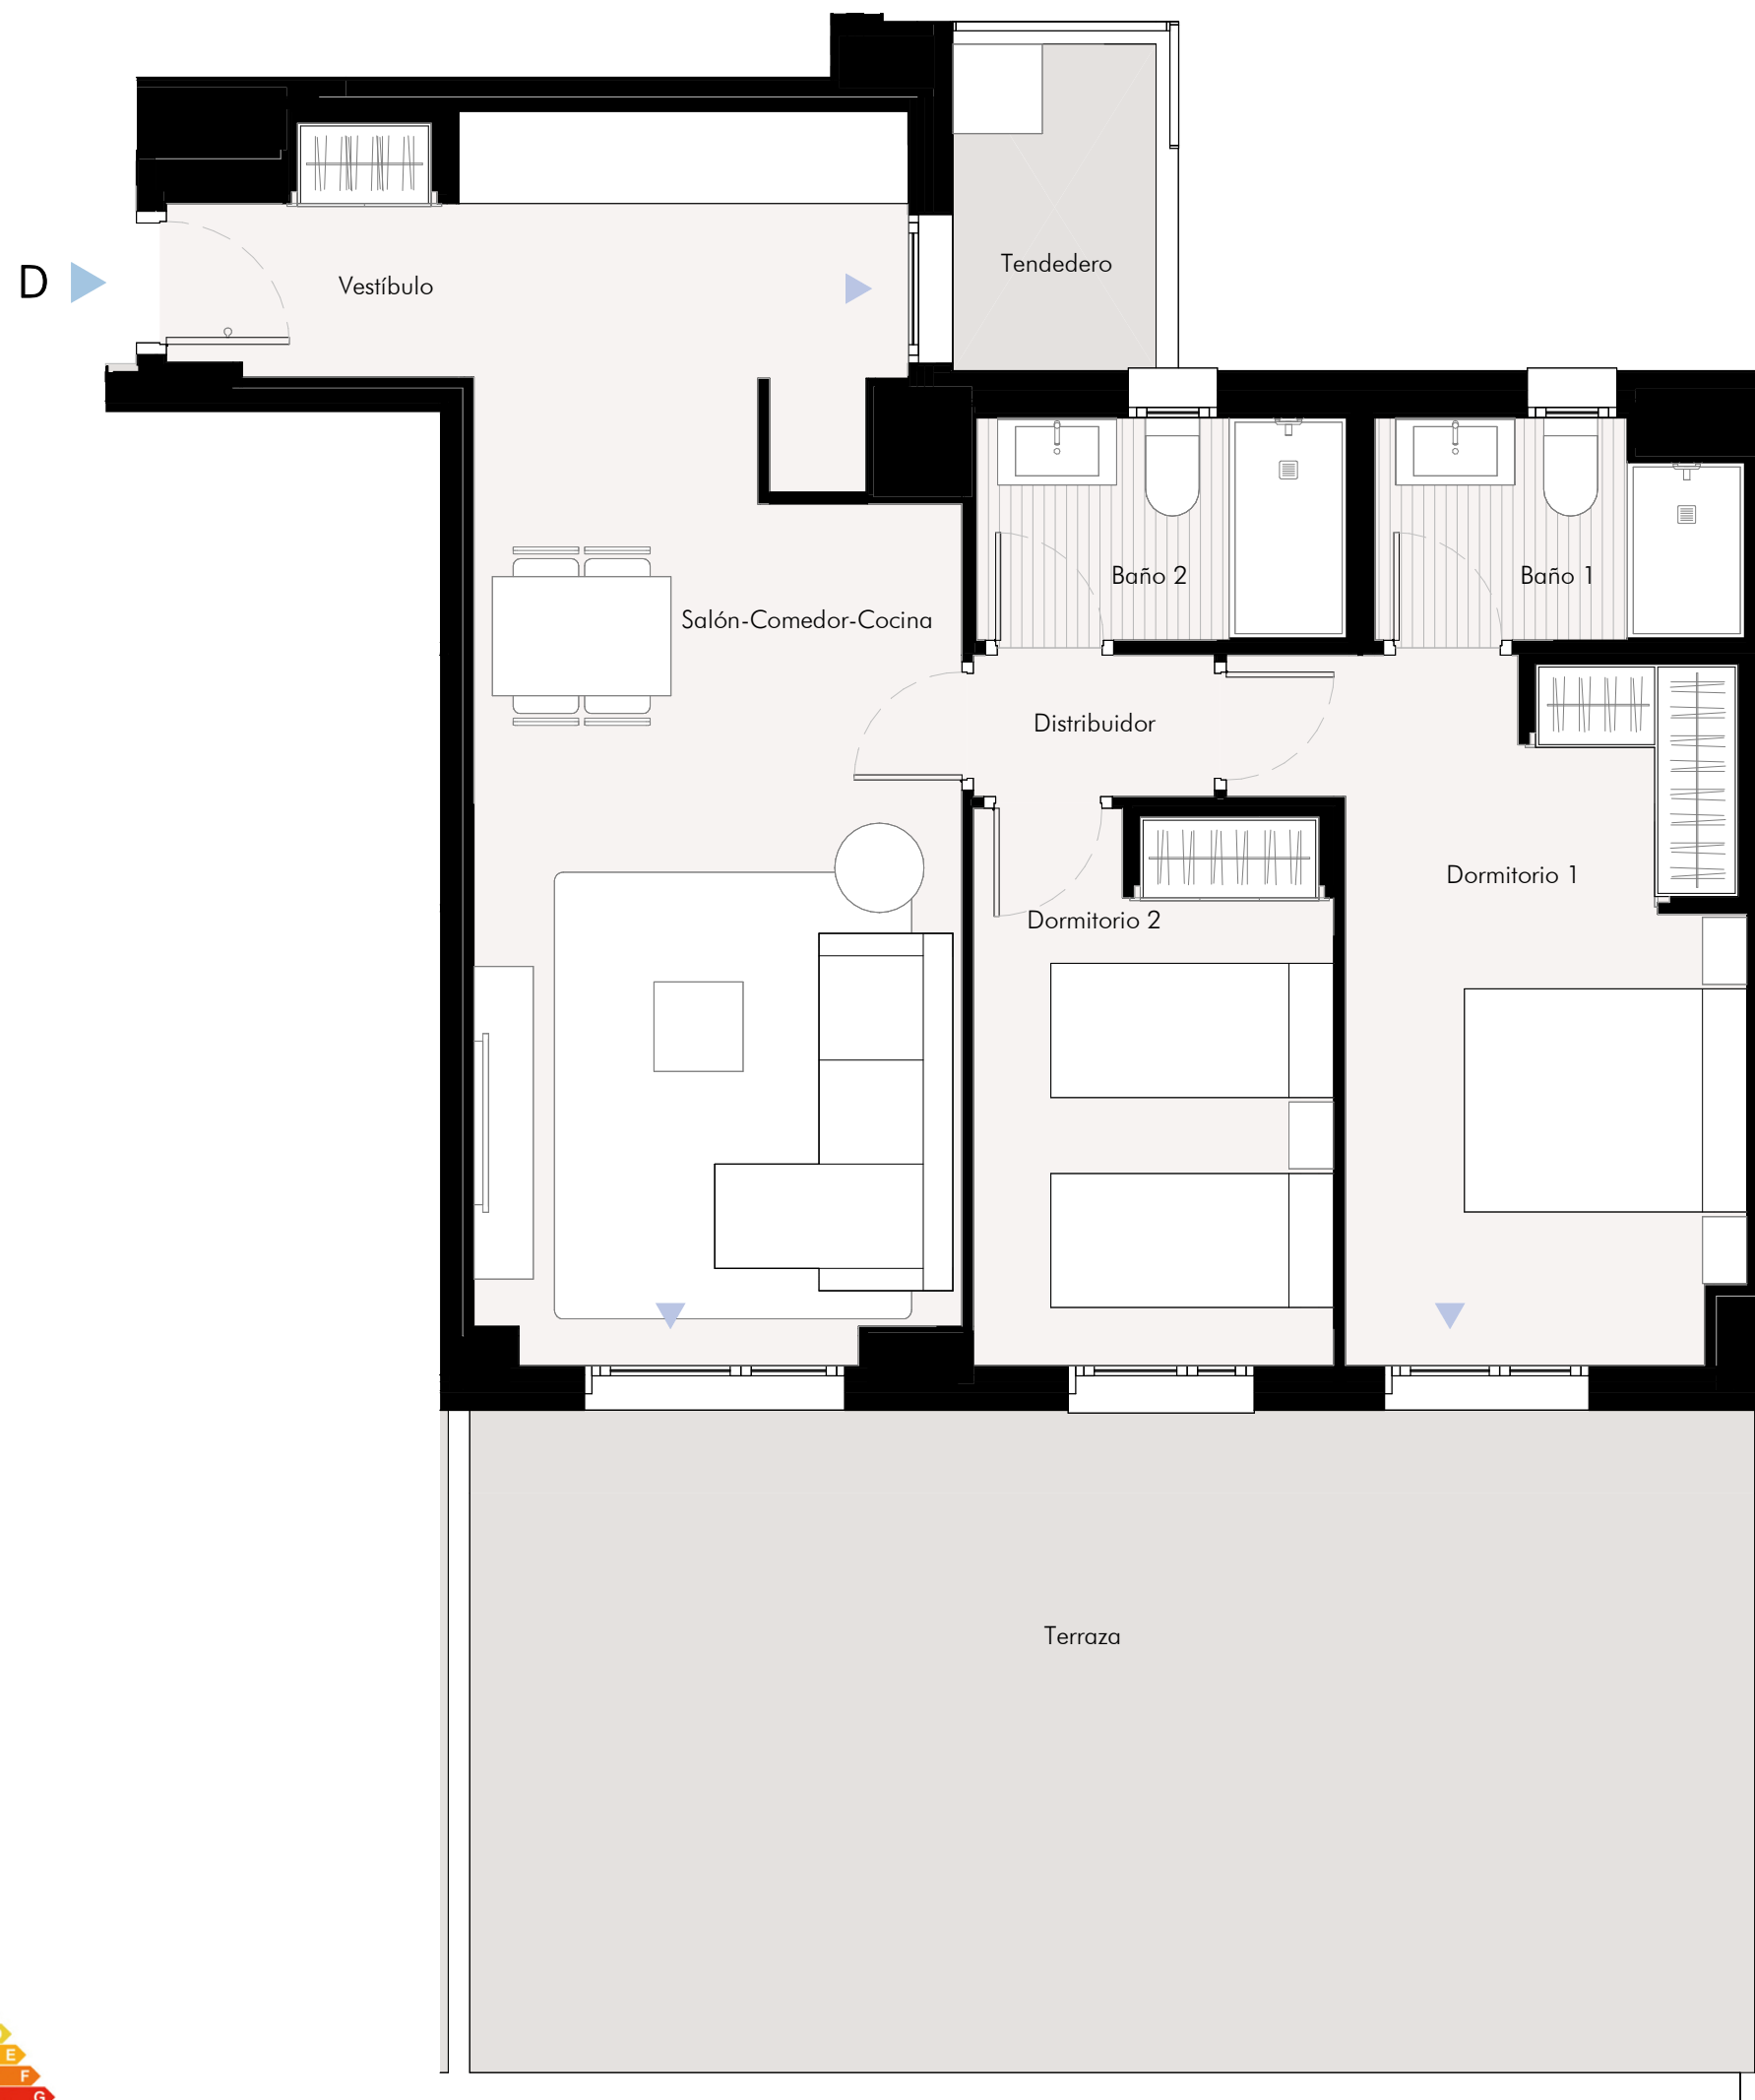 Tendedero
D
Vestíbulo
Baño 2
Baño 1
Salón-Comedor-Cocina
Distribuidor
Dormitorio 1
Dormitorio 2
Terraza
E
F
G